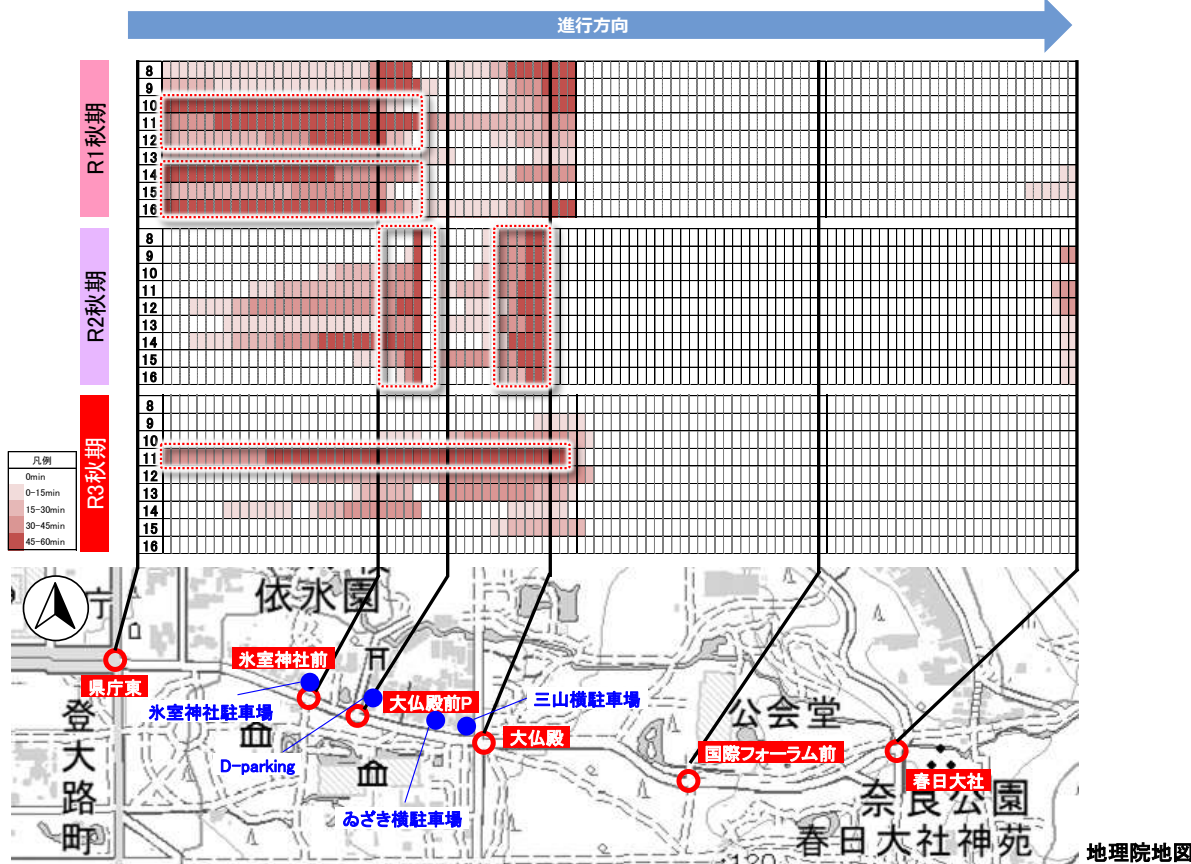 進行方向
R1秋期
8
9
10
11
12
13
14
15
16
R2秋期
8
9
10
11
12
13
14
15
16
R3秋期
8
9
10
11
12
13
14
15
16
凡例
0min
0-15min
15-30min
30-45min
45-60min
庁
依水園
氷室神社前
県庁東
氷室神社駐車場
大仏殿前P
三山横駐車場
公会堂
登大路町
D-parking
大仏殿
国際フォーラム前
春日大社
ゐざき横駐車場
奈良公園
春日大社神苑
地理院地図